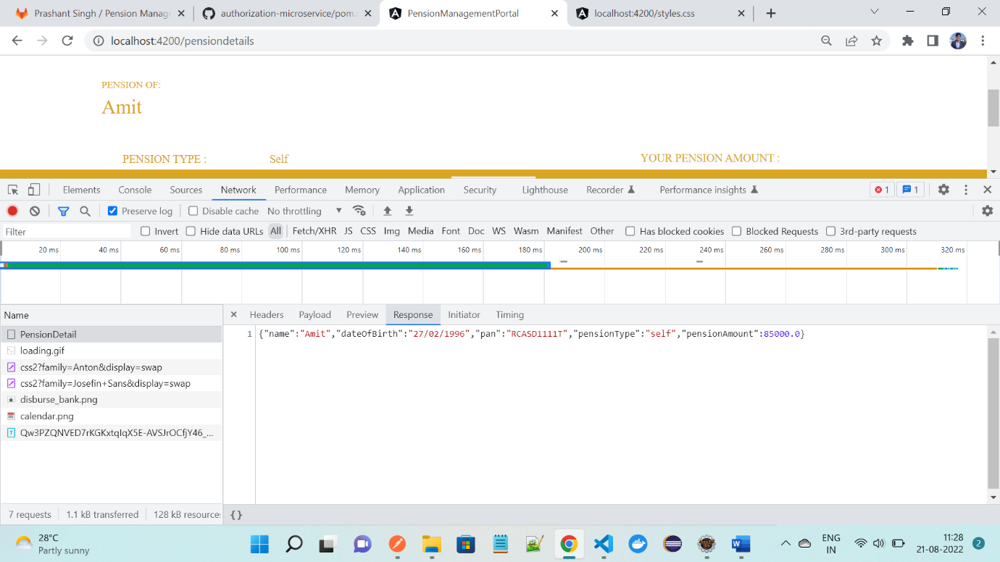 Prashant Singh / Pension Manage
authorization-microservice/pom.x
PensionManagementPortal
localhost:4200/styles.css
localhost:4200/pensiondetails
PENSION OF:
Amit
PENSION TYPE :
Self
YOUR PENSION AMOUNT :
Elements
Console
Sources
Network
Performance
Memory
Application
Security
Lighthouse
Recorder
Performance insights
1
1
Preserve log
Disable cache
No throttling
Filter
Invert
Hide data URLs
All
Fetch/XHR
JS
CSS
Img
Media
Font
Doc
WS
Wasm
Manifest
Other
Has blocked cookies
Blocked Requests
3rd-party requests
20 ms
40 ms
60 ms
80 ms
100 ms
120 ms
140 ms
160 ms
180 ms
200 ms
220 ms
240 ms
260 ms
280 ms
300 ms
320 ms
Name
Headers
Payload
Preview
Response
Initiator
Timing
PensionDetail
1 {"name":"Amit","dateOfBirth":"27/02/1996","pan":"RCASD1111T","pensionType":"self","pensionAmount":85000.0}
loading.gif
css2?family=Anton&display=swap
css2?family=Josefin+Sans&display=swap
disburse_bank.png
calendar.png
Qw3PZQNVED7rKGKxtqIqX5E-AVSJrOCfjY46_...
7 requests
1.1 kB transferred
128 kB resources
{ }
28°C
Partly sunny
ENG
IN
11:28
21-08-2022
2